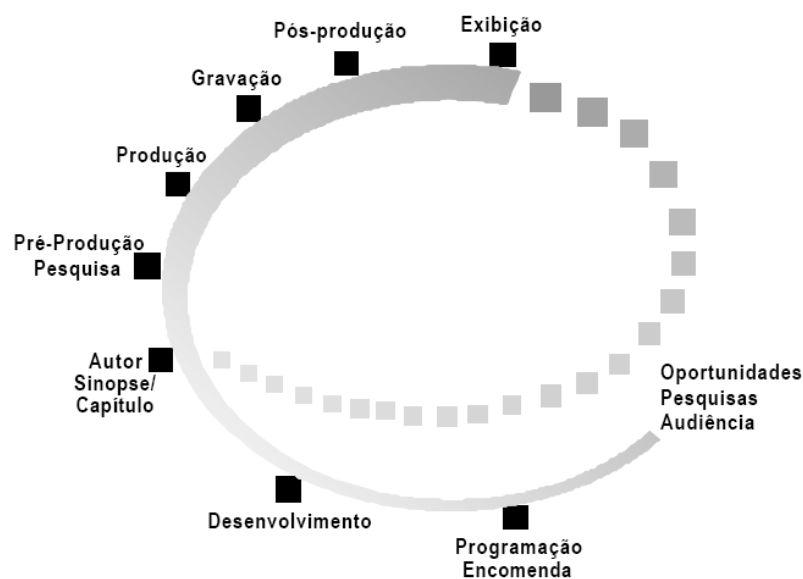 Pós-produção
Exibição
Gravação
Produção
Pré-Produção
Pesquisa
Autor
Sinopse/
Capítulo
Oportunidades
Pesquisas
Audiência
Desenvolvimento
Programação
Encomenda